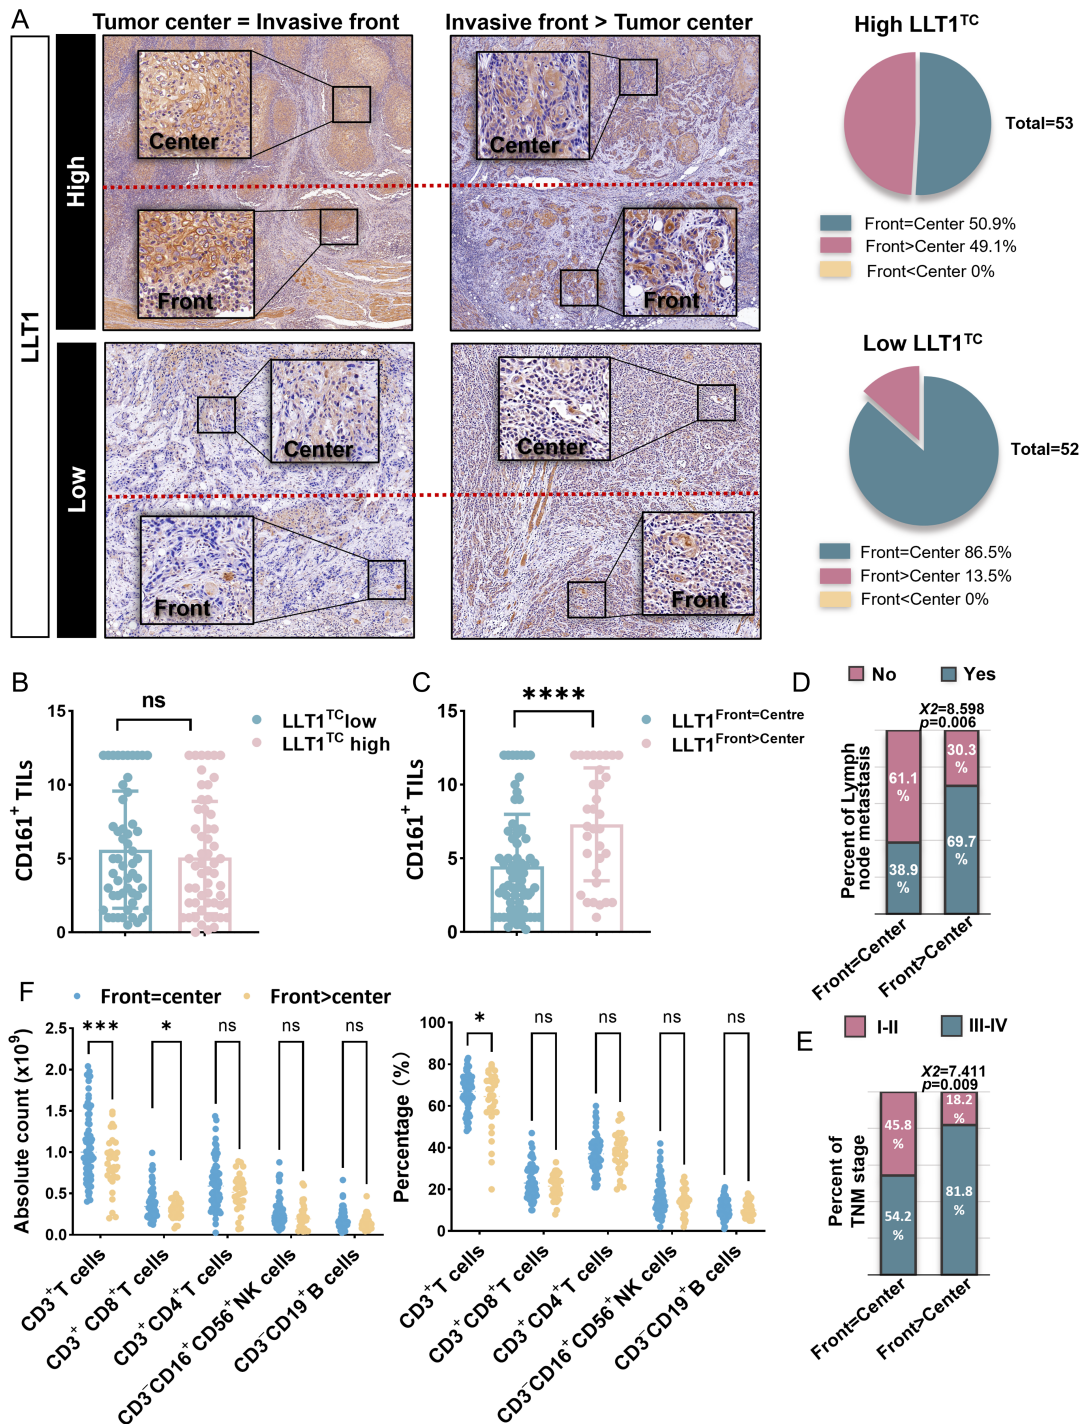 A
Tumor center = Invasive front
Invasive front > Tumor center
LLT1
High
Low
Center
Front
Center
Front
Center
Front
Center
Front
High LLT1TC
Total=53
Front=Center 50.9%
Front>Center 49.1%
Front<Center 0%
Low LLT1TC
Total=52
Front=Center 86.5%
Front>Center 13.5%
Front<Center 0%
B
ns
CD161+ TILs
15
10
5
0
LLT1TC low
LLT1TC high
C
****
CD161+ TILs
15
10
5
0
LLT1Front=Centre
LLT1Front>Center
D
No
Yes
X2=8.598
p=0.006
Percent of Lymph
node metastasis
61.1
%
38.9
%
30.3
%
69.7
%
Front=Center
Front>Center
E
I-II
III-IV
X2=7.411
p=0.009
Percent of
TNM stage
45.8
%
54.2
%
18.2
%
81.8
%
Front=Center
Front>Center
F
Front=center
Front>center
Absolute count (x10⁹)
2.5
2.0
1.5
1.0
0.5
0.0
***
*
ns
ns
ns
CD3+T cells
CD3+ CD8+T cells
CD3+CD4+T cells
CD3-CD16+CD56+NK cells
CD3-CD19+B cells
Percentage (%)
100
80
60
40
20
0
*
ns
ns
ns
ns
CD3+T cells
CD3+ CD8+T cells
CD3+CD4+T cells
CD3-CD16+CD56+NK cells
CD3-CD19+B cells